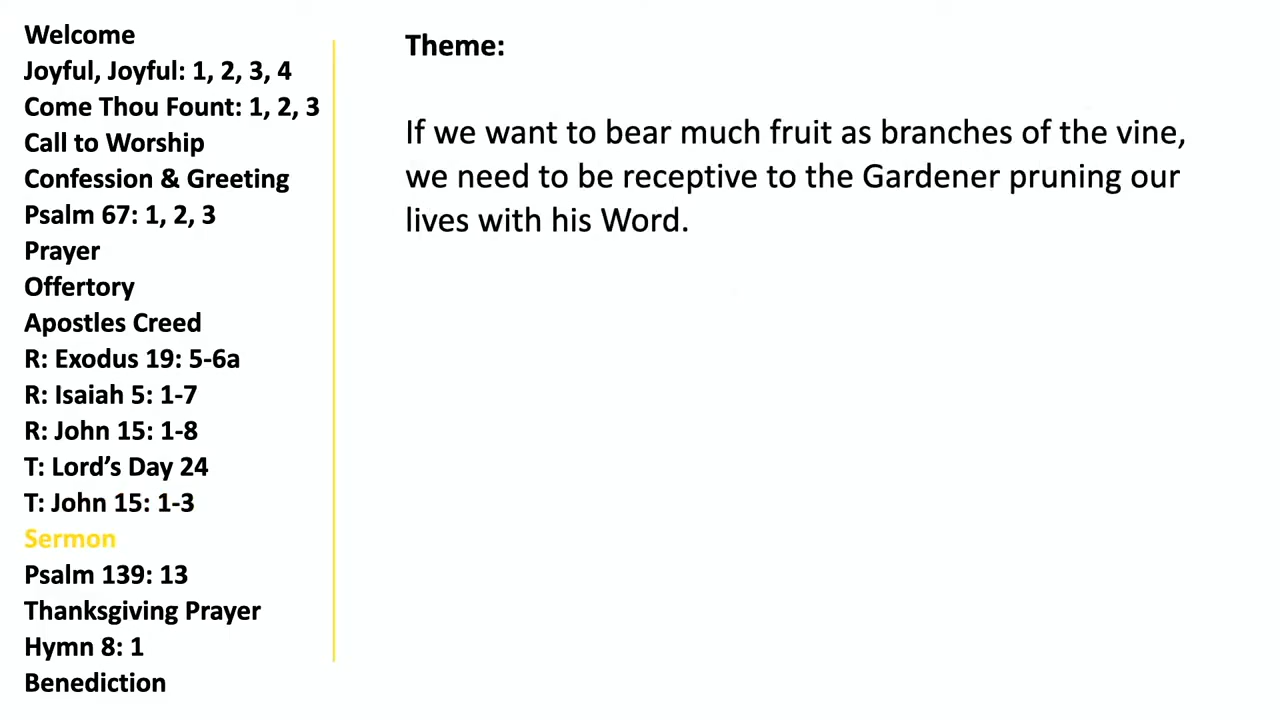 Welcome
Joyful, Joyful: 1, 2, 3, 4
Come Thou Fount: 1, 2, 3
Call to Worship
Confession & Greeting
Psalm 67: 1, 2, 3
Prayer
Offertory
Apostles Creed
R: Exodus 19: 5-6a
R: Isaiah 5: 1-7
R: John 15: 1-8
T: Lord’s Day 24
T: John 15: 1-3
Sermon
Psalm 139: 13
Thanksgiving Prayer
Hymn 8: 1
Benediction
Theme:
If we want to bear much fruit as branches of the vine,
we need to be receptive to the Gardener pruning our
lives with his Word.